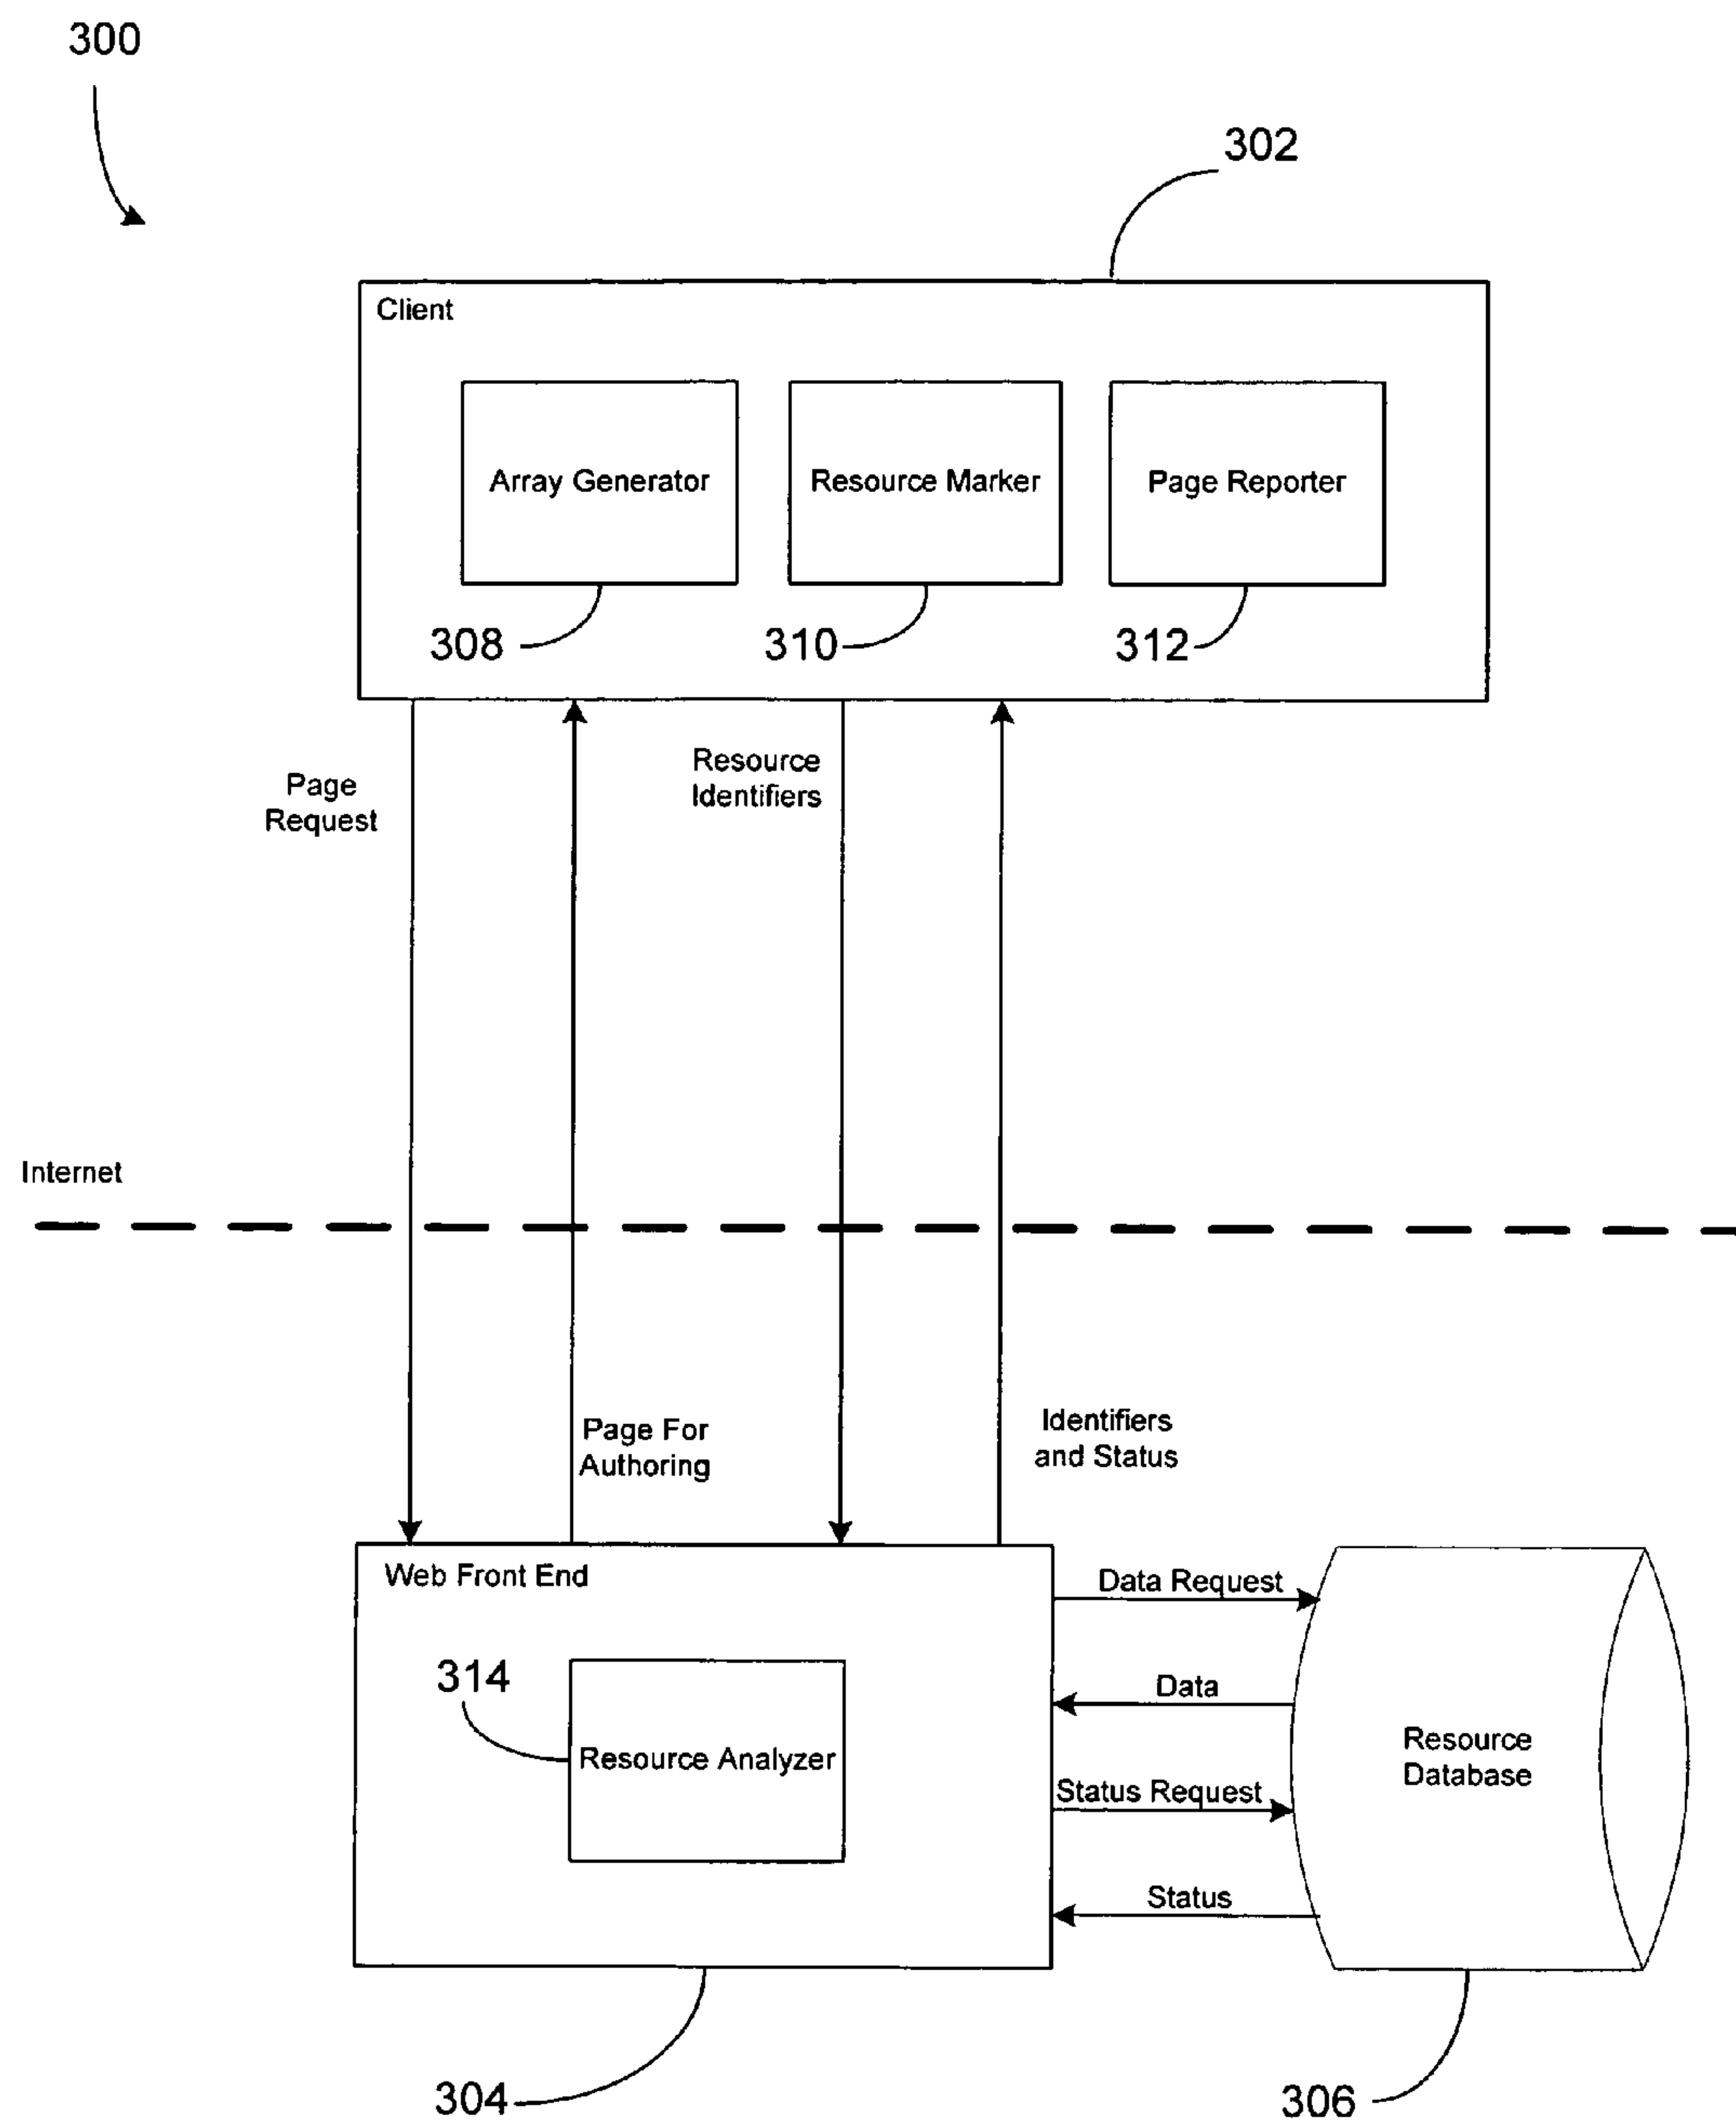 300
302
Client
Array Generator
Resource Marker
Page Reporter
308
310
312
Page
Request
Resource
Identifiers
Internet
Page For
Authoring
Identifiers
and Status
Web Front End
314
Resource Analyzer
Data Request
Data
Status Request
Status
Resource
Database
304
306